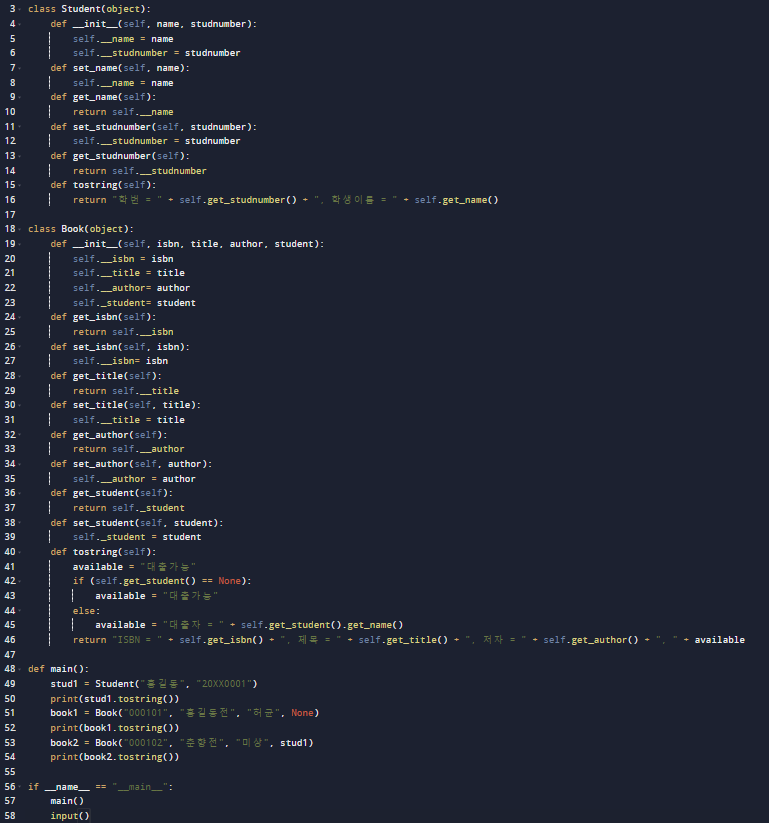 3 class Student(object):
4 def __init__(self, name, studnumber):
5 self.__name = name
6 self.__studnumber = studnumber
7 def set_name(self, name):
8 self.__name = name
9 def get_name(self):
10 return self.__name
11 def set_studnumber(self, studnumber):
12 self.__studnumber = studnumber
13 def get_studnumber(self):
14 return self.__studnumber
15 def tostring(self):
16 return "학번 = " + self.get_studnumber() + ", 학생이름 = " + self.get_name()
17
18 class Book(object):
19 def __init__(self, isbn, title, author, student):
20 self.__isbn = isbn
21 self.__title = title
22 self.__author= author
23 self._student= student
24 def get_isbn(self):
25 return self.__isbn
26 def set_isbn(self, isbn):
27 self.__isbn= isbn
28 def get_title(self):
29 return self.__title
30 def set_title(self, title):
31 self.__title = title
32 def get_author(self):
33 return self.__author
34 def set_author(self, author):
35 self.__author = author
36 def get_student(self):
37 return self._student
38 def set_student(self, student):
39 self._student = student
40 def tostring(self):
41 available = "대출가능"
42 if (self.get_student() == None):
43 available = "대출가능"
44 else:
45 available = "대출자 = " + self.get_student().get_name()
46 return "ISBN = " + self.get_isbn() + ", 제목 = " + self.get_title() + ", 저자 = " + self.get_author() + ", " + available
47
48 def main():
49 stud1 = Student("홍길동", "20XX0001")
50 print(stud1.tostring())
51 book1 = Book("000101", "홍길동전", "허균", None)
52 print(book1.tostring())
53 book2 = Book("000102", "춘향전", "미상", stud1)
54 print(book2.tostring())
55
56 if __name__ == "__main__":
57 main()
58 input()